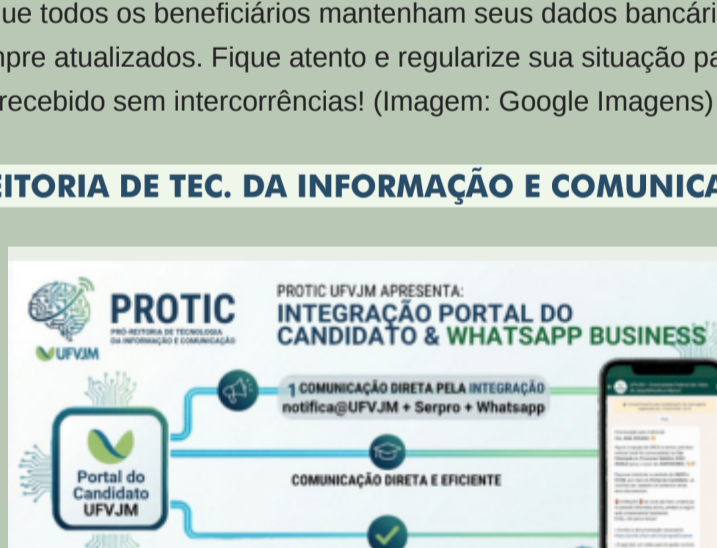 ue todos os beneficiários mantenham seus dados bancári
npre atualizados. Fique atento e regularize sua situação pa
recebido sem intercorrências! (Imagem: Google Imagens)
EITORIA DE TEC. DA INFORMAÇÃO E COMUNICA
PROTIC
PRÓ-REITORIA DE TECNOLOGIA
DA INFORMAÇÃO E COMUNICAÇÃO
UFVJM
PROTIC UFVJM APRESENTA:
INTEGRAÇÃO PORTAL DO
CANDIDATO & WHATSAPP BUSINESS
1 COMUNICAÇÃO DIRETA PELA INTEGRAÇÃO
notifica@UFVJM + Serpro + Whatsapp
COMUNICAÇÃO DIRETA E EFICIENTE
Portal do
Candidato
UFVJM